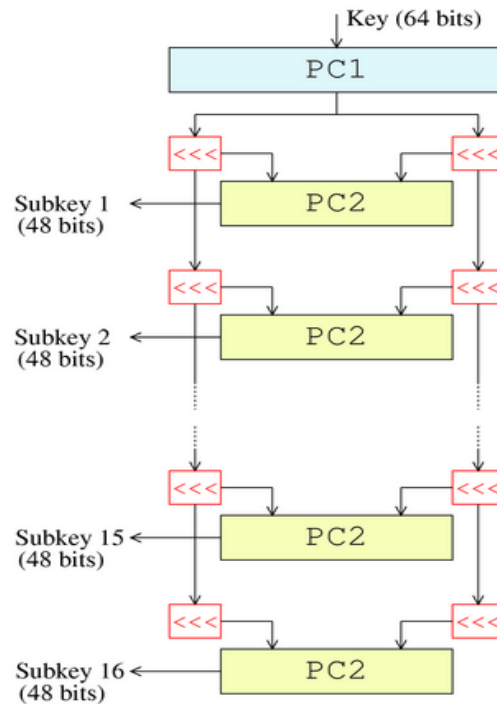 Key (64 bits)
PC1
<<< <<<
PC2
Subkey 1
(48 bits)
<<< <<<
PC2
Subkey 2
(48 bits)
<<< <<<
PC2
Subkey 15
(48 bits)
<<< <<<
PC2
Subkey 16
(48 bits)